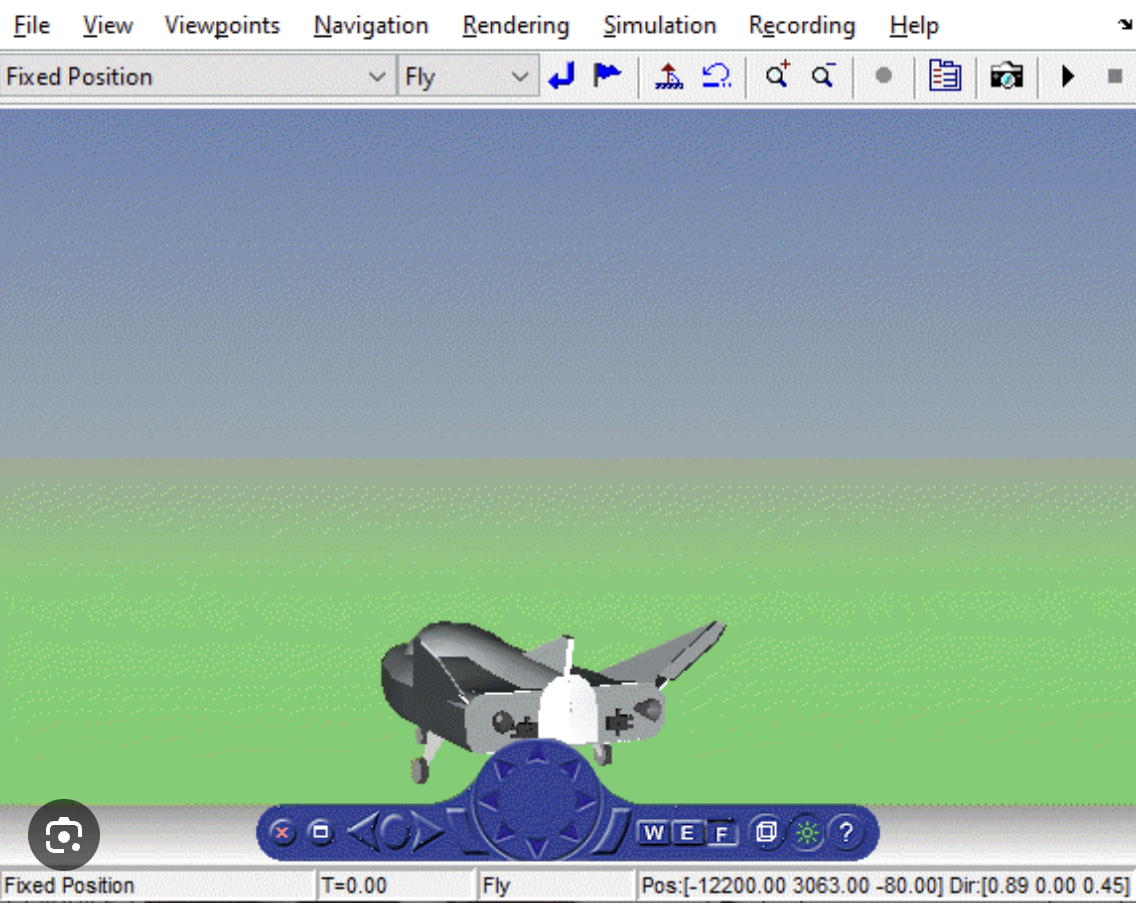 File View Viewpoints Navigation Rendering Simulation Recording Help
Fixed Position Fly
W E F ?
Fixed Position T=0.00 Fly Pos:[-12200.00 3063.00 -80.00] Dir:[0.89 0.00 0.45]